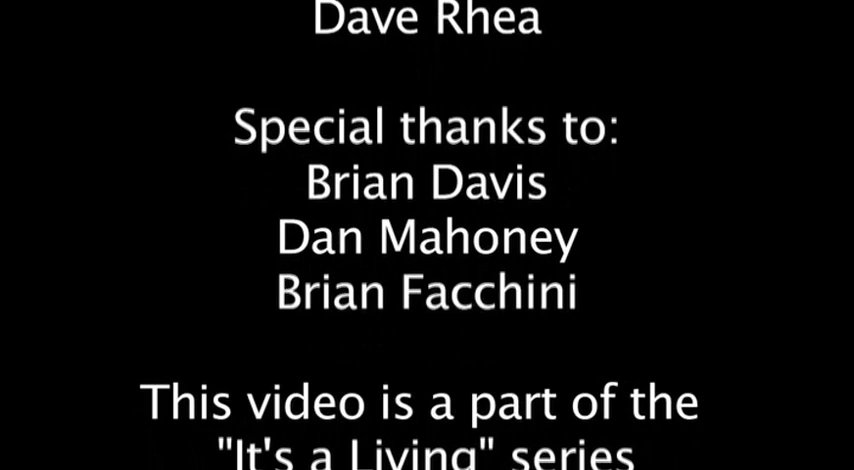 Dave Rhea
Special thanks to:
Brian Davis
Dan Mahoney
Brian Facchini
This video is a part of the
"It's a Living" series